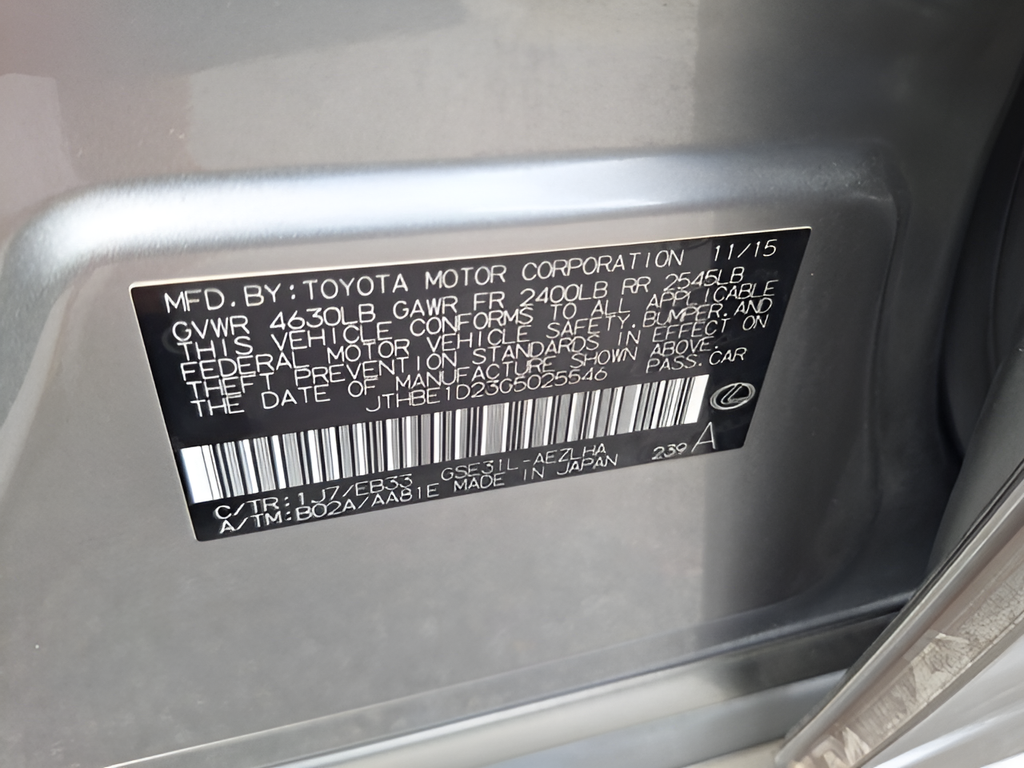 MFD. BY: TOYOTA MOTOR CORPORATION 11/15
GVWR 4630LB GAWR FR 2400LB RR 2545LB
THIS VEHICLE CONFORMS TO ALL APPLICABLE
FEDERAL MOTOR VEHICLE SAFETY, BUMPER, AND
THEFT PREVENTION STANDARDS IN EFFECT ON
THE DATE OF MANUFACTURE SHOWN ABOVE.
JTHBE1D23G5025546 PASS. CAR
C/TR: 1J7/EB33 GSE31L-AEZLHA 239 A
A/TM: B02A/AA81E MADE IN JAPAN